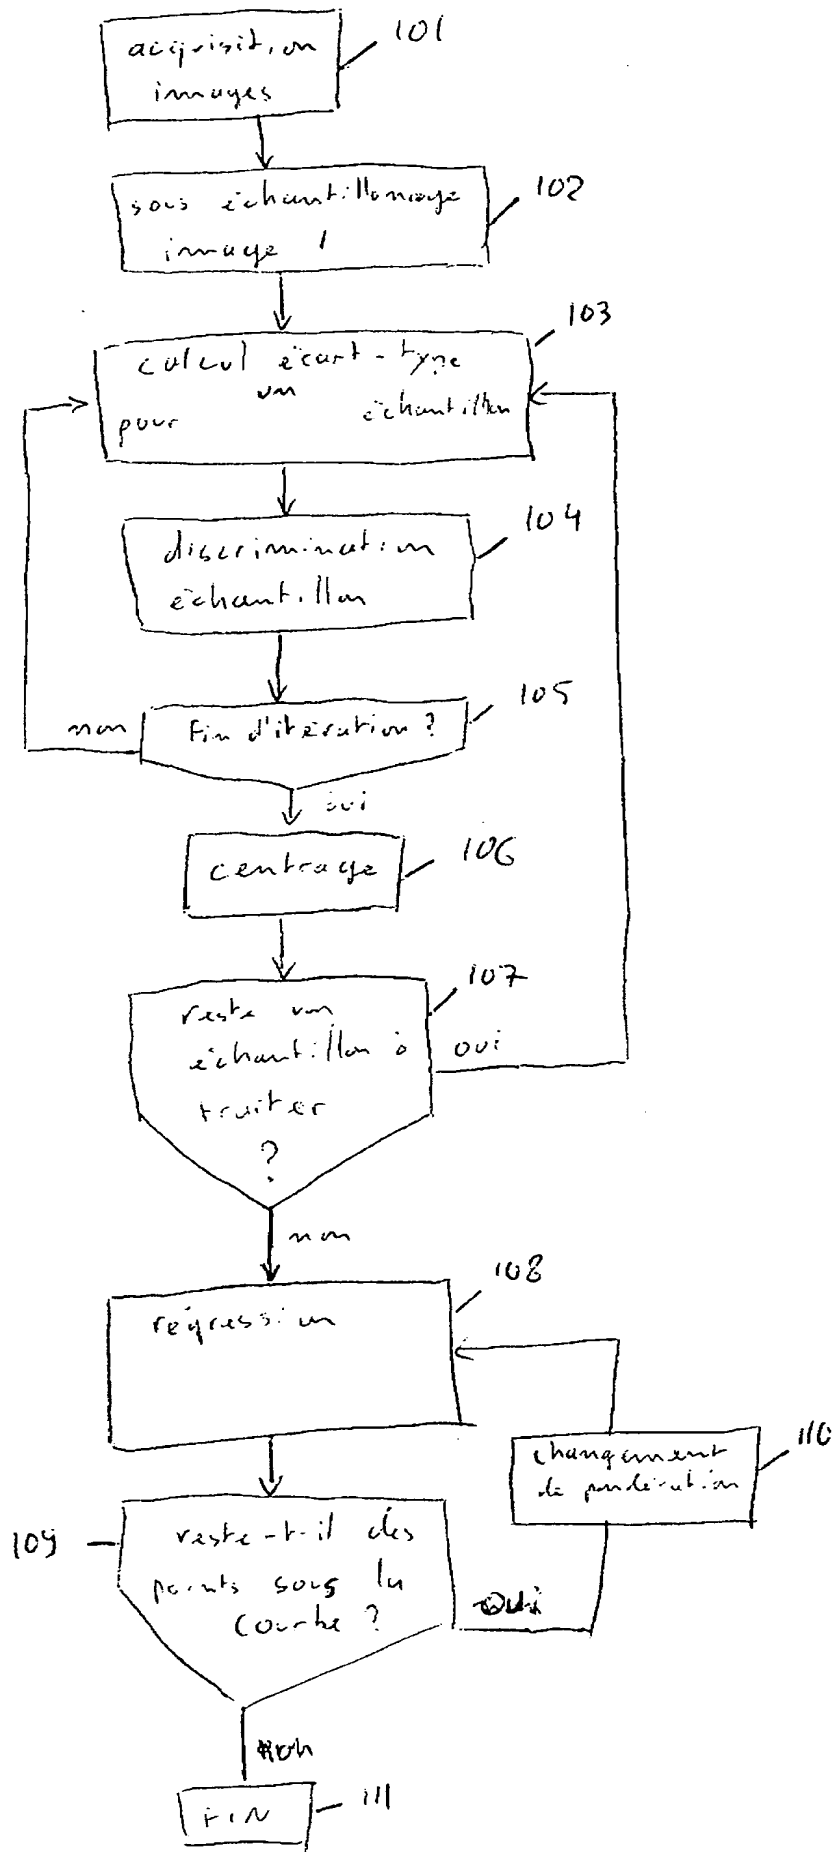 acquisition 101
images
sous échantillonnage 102
image 1
103
calcul écart-type
pour un échantillon
104
discrimination
échantillon
105
non Fin d'itération ?
oui
centrage 106
107
reste un
échantillon à oui
traiter
?
non
108
régression
110
changement
de pondération
109 reste-t-il des
points sous la
courbe ? oui
non
FIN 111